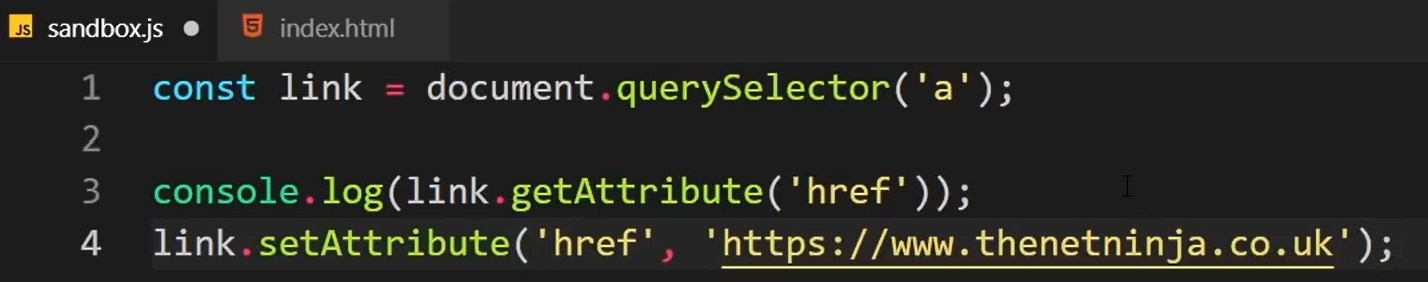 JS sandbox.js index.html
1 const link = document.querySelector('a');
2
3 console.log(link.getAttribute('href'));
4 link.setAttribute('href', 'https://www.thenetninja.co.uk');